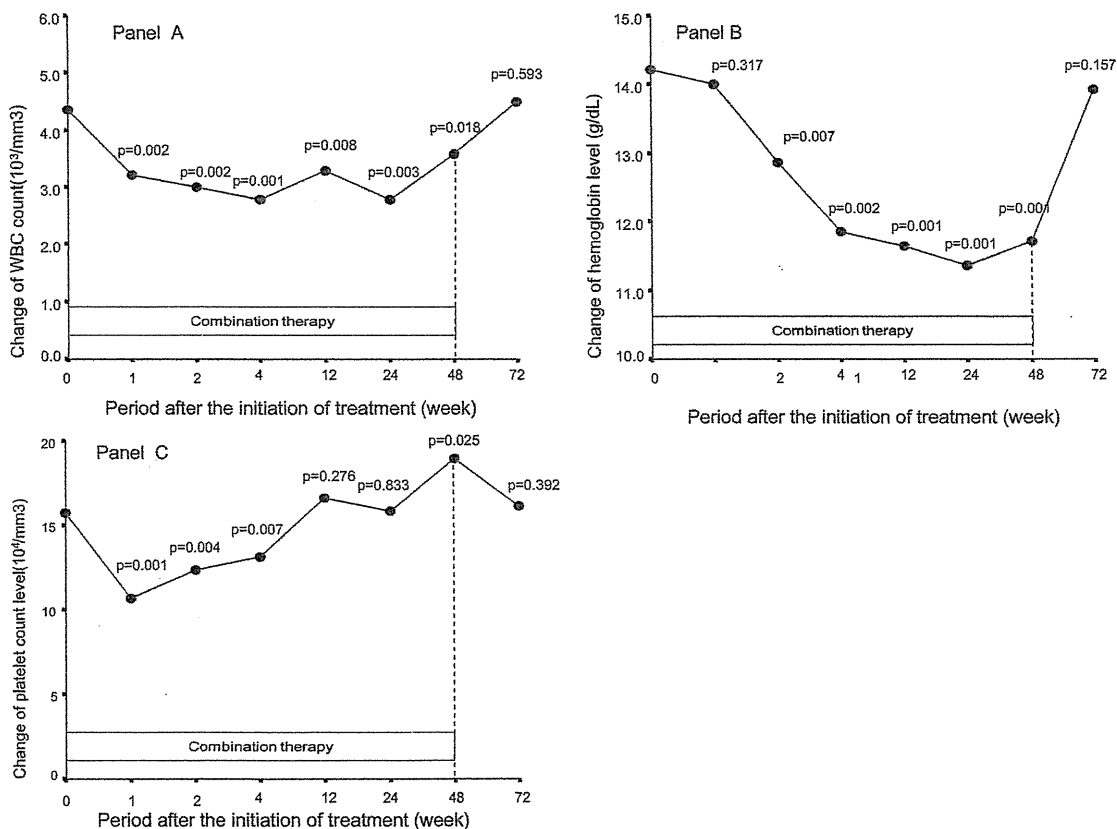 Panel A
Change of WBC count(10³/mm3)
6.0
5.0
4.0
3.0
2.0
1.0
0.0
p=0.002
p=0.002
p=0.001
p=0.008
p=0.003
p=0.018
p=0.593
Combination therapy
0 1 2 4 12 24 48 72
Period after the initiation of treatment (week)
Panel B
Change of hemoglobin level (g/dL)
15.0
14.0
13.0
12.0
11.0
10.0
p=0.317
p=0.007
p=0.002
p=0.001
p=0.001
p=0.001
p=0.157
Combination therapy
0 2 4 1 12 24 48 72
Period after the initiation of treatment (week)
Panel C
Change of platelet count level(10⁴/mm3)
20
15
10
5
0
p=0.001
p=0.004
p=0.007
p=0.276
p=0.833
p=0.025
p=0.392
Combination therapy
0 1 2 4 12 24 48 72
Period after the initiation of treatment (week)